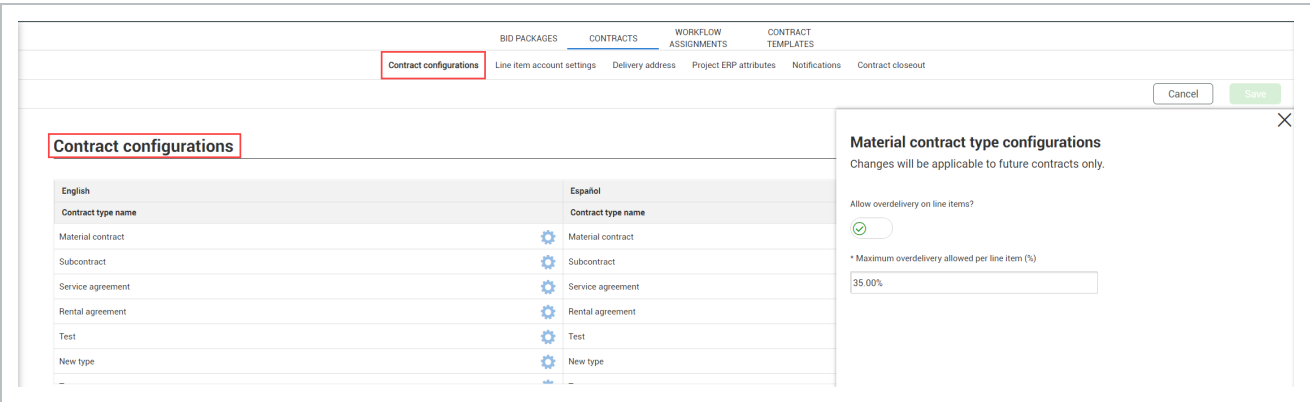 BID PACKAGES CONTRACTS WORKFLOW ASSIGNMENTS CONTRACT TEMPLATES
Contract configurations Line item account settings Delivery address Project ERP attributes Notifications Contract closeout
Cancel Save
Contract configurations
English Español
Contract type name Contract type name
Material contract Material contract
Subcontract Subcontract
Service agreement Service agreement
Rental agreement Rental agreement
Test Test
New type New type
Material contract type configurations
Changes will be applicable to future contracts only.
Allow overdelivery on line items?
* Maximum overdelivery allowed per line item (%)
35.00%